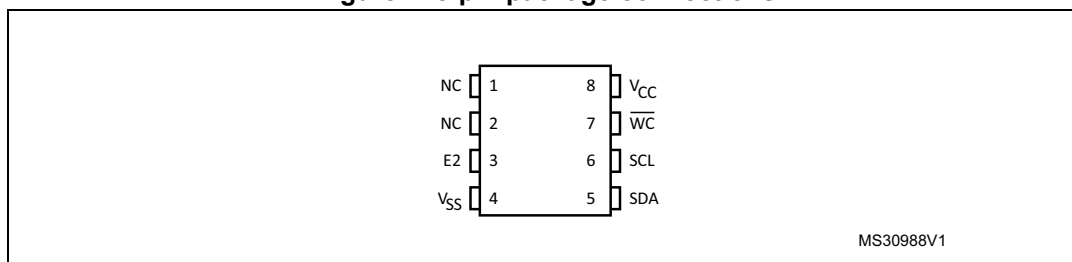 NC 1 8 VCC
NC 2 7 WC
E2 3 6 SCL
VSS 4 5 SDA
MS30988V1